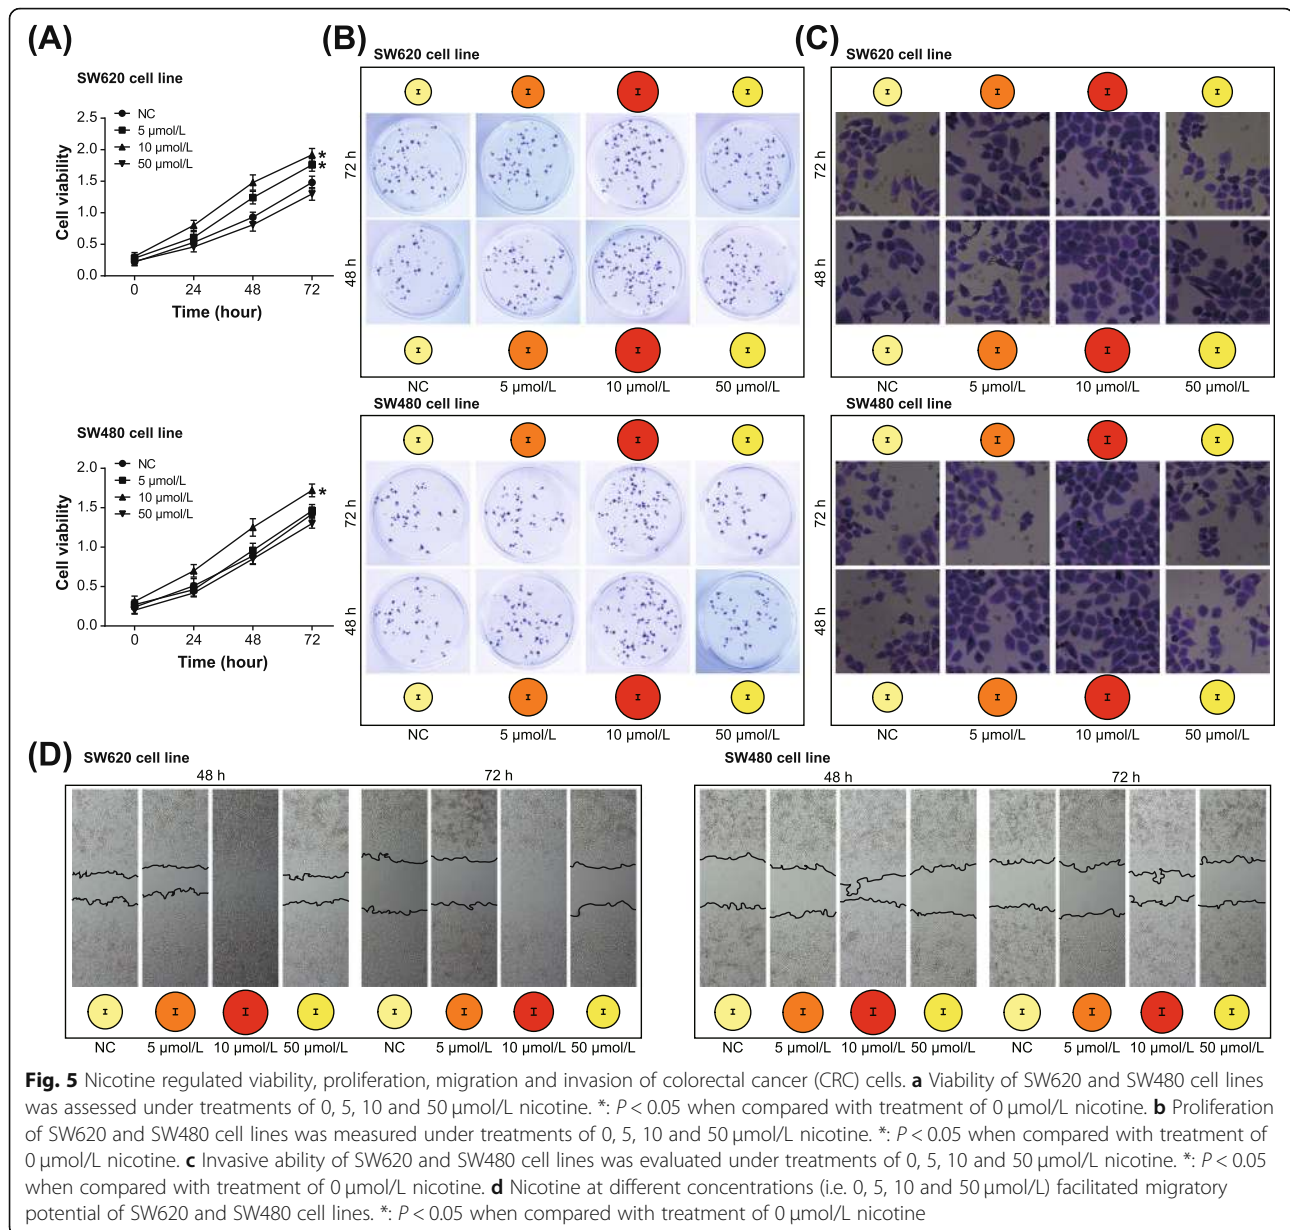 (A)
SW620 cell line
NC
5 µmol/L
10 µmol/L
50 µmol/L
Cell viability
2.5
2.0
1.5
1.0
0.5
0.0
*
*
0 24 48 72
Time (hour)
SW480 cell line
NC
5 µmol/L
10 µmol/L
50 µmol/L
Cell viability
2.0
1.5
1.0
0.5
0.0
*
0 24 48 72
Time (hour)
(B)
SW620 cell line
72 h
48 h
NC 5 µmol/L 10 µmol/L 50 µmol/L
SW480 cell line
72 h
48 h
NC 5 µmol/L 10 µmol/L 50 µmol/L
(C)
SW620 cell line
72 h
48 h
NC 5 µmol/L 10 µmol/L 50 µmol/L
SW480 cell line
72 h
48 h
NC 5 µmol/L 10 µmol/L 50 µmol/L
(D)
SW620 cell line
48 h 72 h
NC 5 µmol/L 10 µmol/L 50 µmol/L NC 5 µmol/L 10 µmol/L 50 µmol/L
SW480 cell line
48 h 72 h
NC 5 µmol/L 10 µmol/L 50 µmol/L NC 5 µmol/L 10 µmol/L 50 µmol/L
Fig. 5 Nicotine regulated viability, proliferation, migration and invasion of colorectal cancer (CRC) cells. a Viability of SW620 and SW480 cell lines
was assessed under treatments of 0, 5, 10 and 50 µmol/L nicotine. *: P < 0.05 when compared with treatment of 0 µmol/L nicotine. b Proliferation
of SW620 and SW480 cell lines was measured under treatments of 0, 5, 10 and 50 µmol/L nicotine. *: P < 0.05 when compared with treatment of
0 µmol/L nicotine. c Invasive ability of SW620 and SW480 cell lines was evaluated under treatments of 0, 5, 10 and 50 µmol/L nicotine. *: P < 0.05
when compared with treatment of 0 µmol/L nicotine. d Nicotine at different concentrations (i.e. 0, 5, 10 and 50 µmol/L) facilitated migratory
potential of SW620 and SW480 cell lines. *: P < 0.05 when compared with treatment of 0 µmol/L nicotine